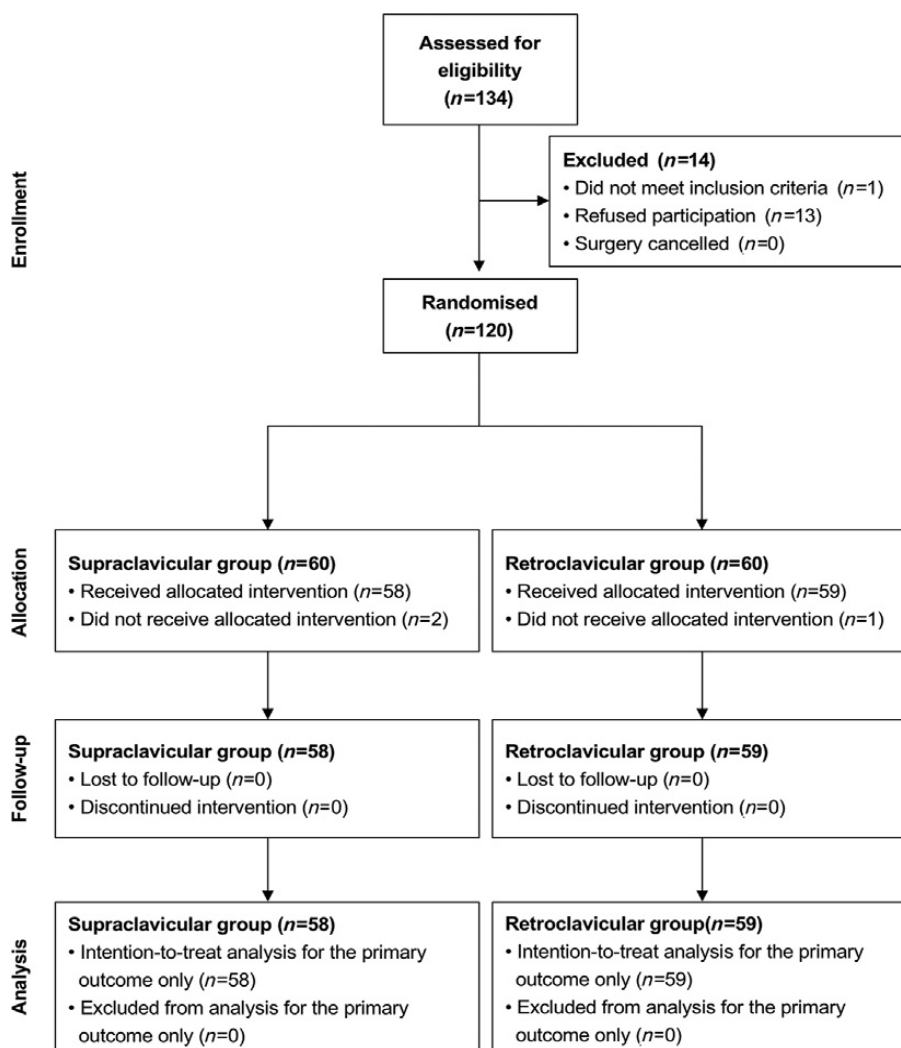 Assessed for
eligibility
(n=134)
Enrollment
Excluded (n=14)
• Did not meet inclusion criteria (n=1)
• Refused participation (n=13)
• Surgery cancelled (n=0)
Randomised
(n=120)
Allocation
Supraclavicular group (n=60)
• Received allocated intervention (n=58)
• Did not receive allocated intervention (n=2)
Retroclavicular group (n=60)
• Received allocated intervention (n=59)
• Did not receive allocated intervention (n=1)
Follow-up
Supraclavicular group (n=58)
• Lost to follow-up (n=0)
• Discontinued intervention (n=0)
Retroclavicular group (n=59)
• Lost to follow-up (n=0)
• Discontinued intervention (n=0)
Analysis
Supraclavicular group (n=58)
• Intention-to-treat analysis for the primary
outcome only (n=58)
• Excluded from analysis for the primary
outcome only (n=0)
Retroclavicular group(n=59)
• Intention-to-treat analysis for the primary
outcome only (n=59)
• Excluded from analysis for the primary
outcome only (n=0)